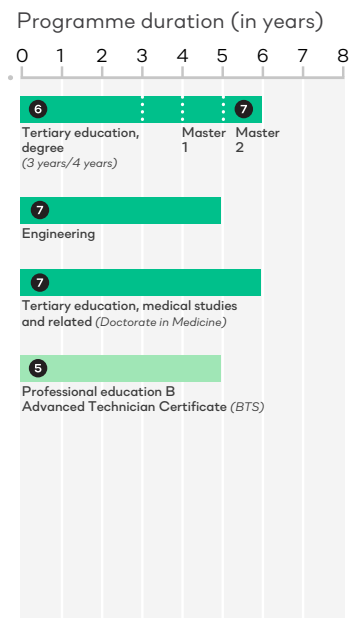 Programme duration (in years)
0 1 2 3 4 5 6 7 8
6 7
Tertiary education, Master Master
degree 1 2
(3 years/4 years)
7
Engineering
7
Tertiary education, medical studies
and related (Doctorate in Medicine)
5
Professional education B
Advanced Technician Certificate (BTS)